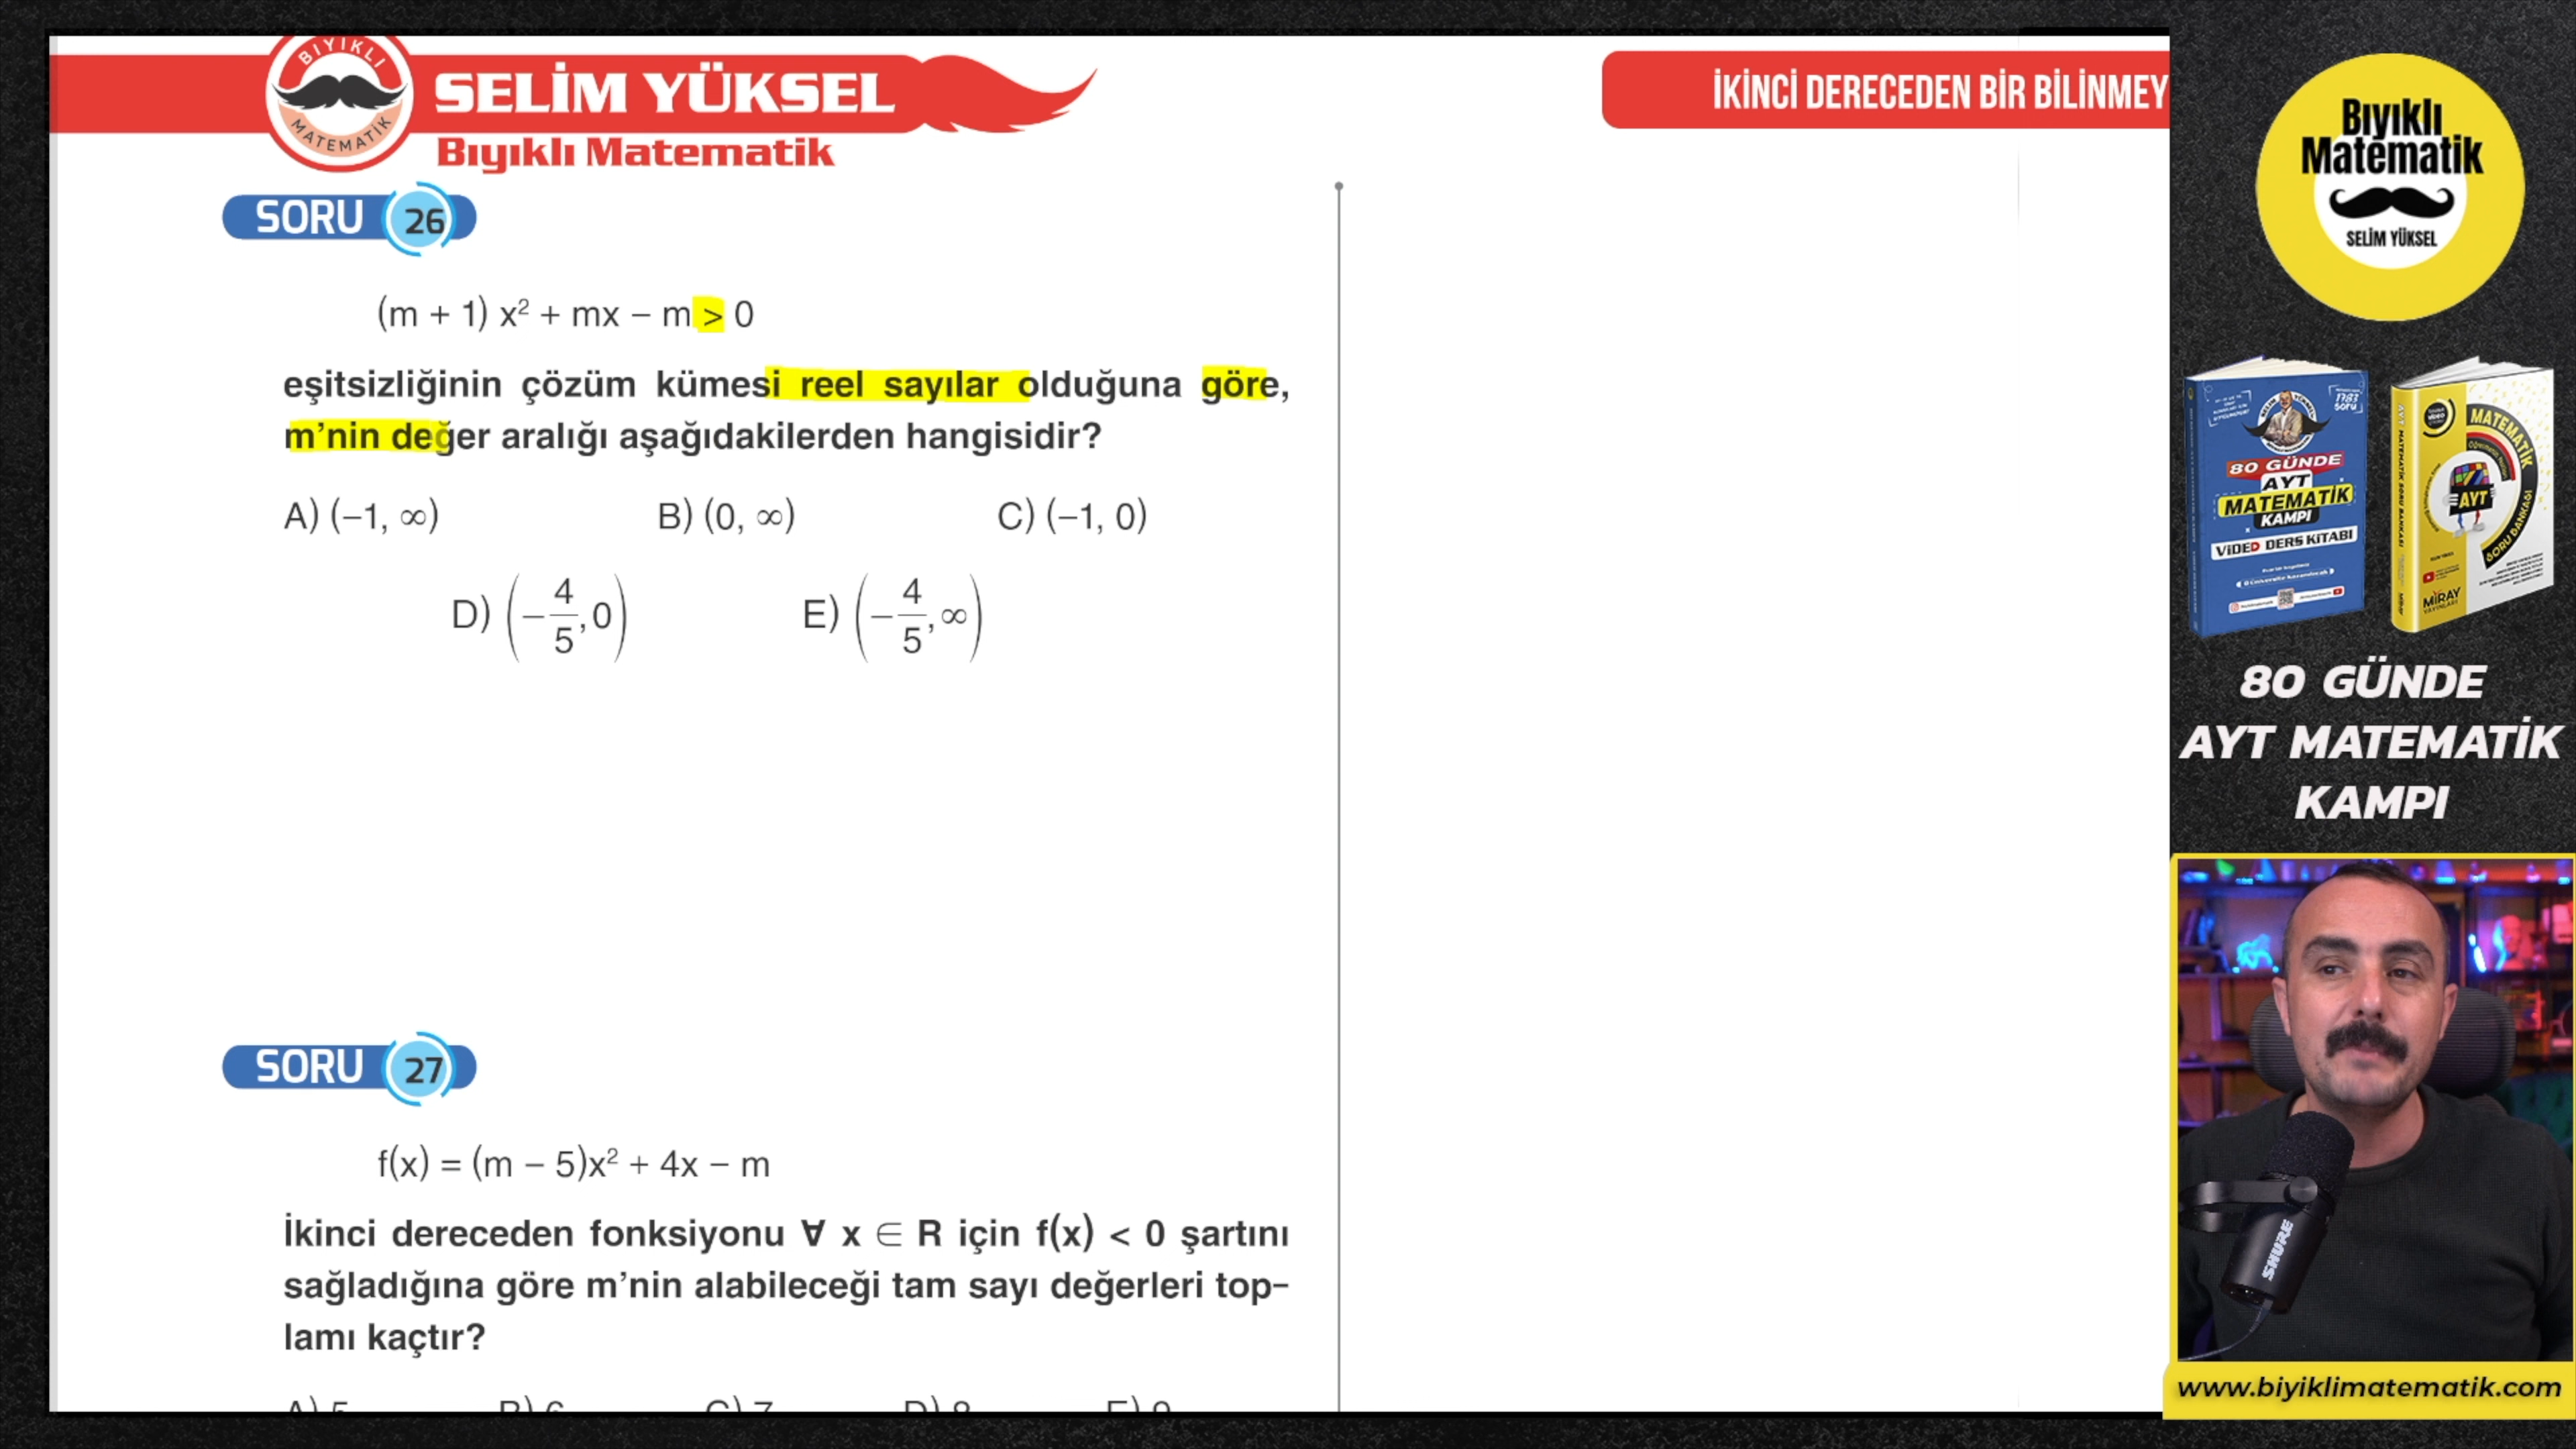 BIYIKLI
MATEMATİK
SELİM YÜKSEL
Bıyıklı Matematik
İKİNCİ DERECEDEN BİR BİLİNMEY
SORU 26
(m + 1) x² + mx – m > 0
eşitsizliğinin çözüm kümesi reel sayılar olduğuna göre,
m’nin değer aralığı aşağıdakilerden hangisidir?
A) (–1, ∞) B) (0, ∞) C) (–1, 0)
D) (–4/5, 0) E) (–4/5, ∞)
SORU 27
f(x) = (m – 5)x² + 4x – m
İkinci dereceden fonksiyonu ∀ x ∈ R için f(x) < 0 şartını
sağladığına göre m’nin alabileceği tam sayı değerleri top–
lamı kaçtır?
Bıyıklı
Matematik
SELİM YÜKSEL
80 GÜNDE
AYT
MATEMATİK
KAMPI
VİDEO DERS KİTABI
MATEMATİK
AYT
SORU BANKASI
MİRAY
80 GÜNDE
AYT MATEMATİK
KAMPI
SHURE
www.biyiklimatematik.com